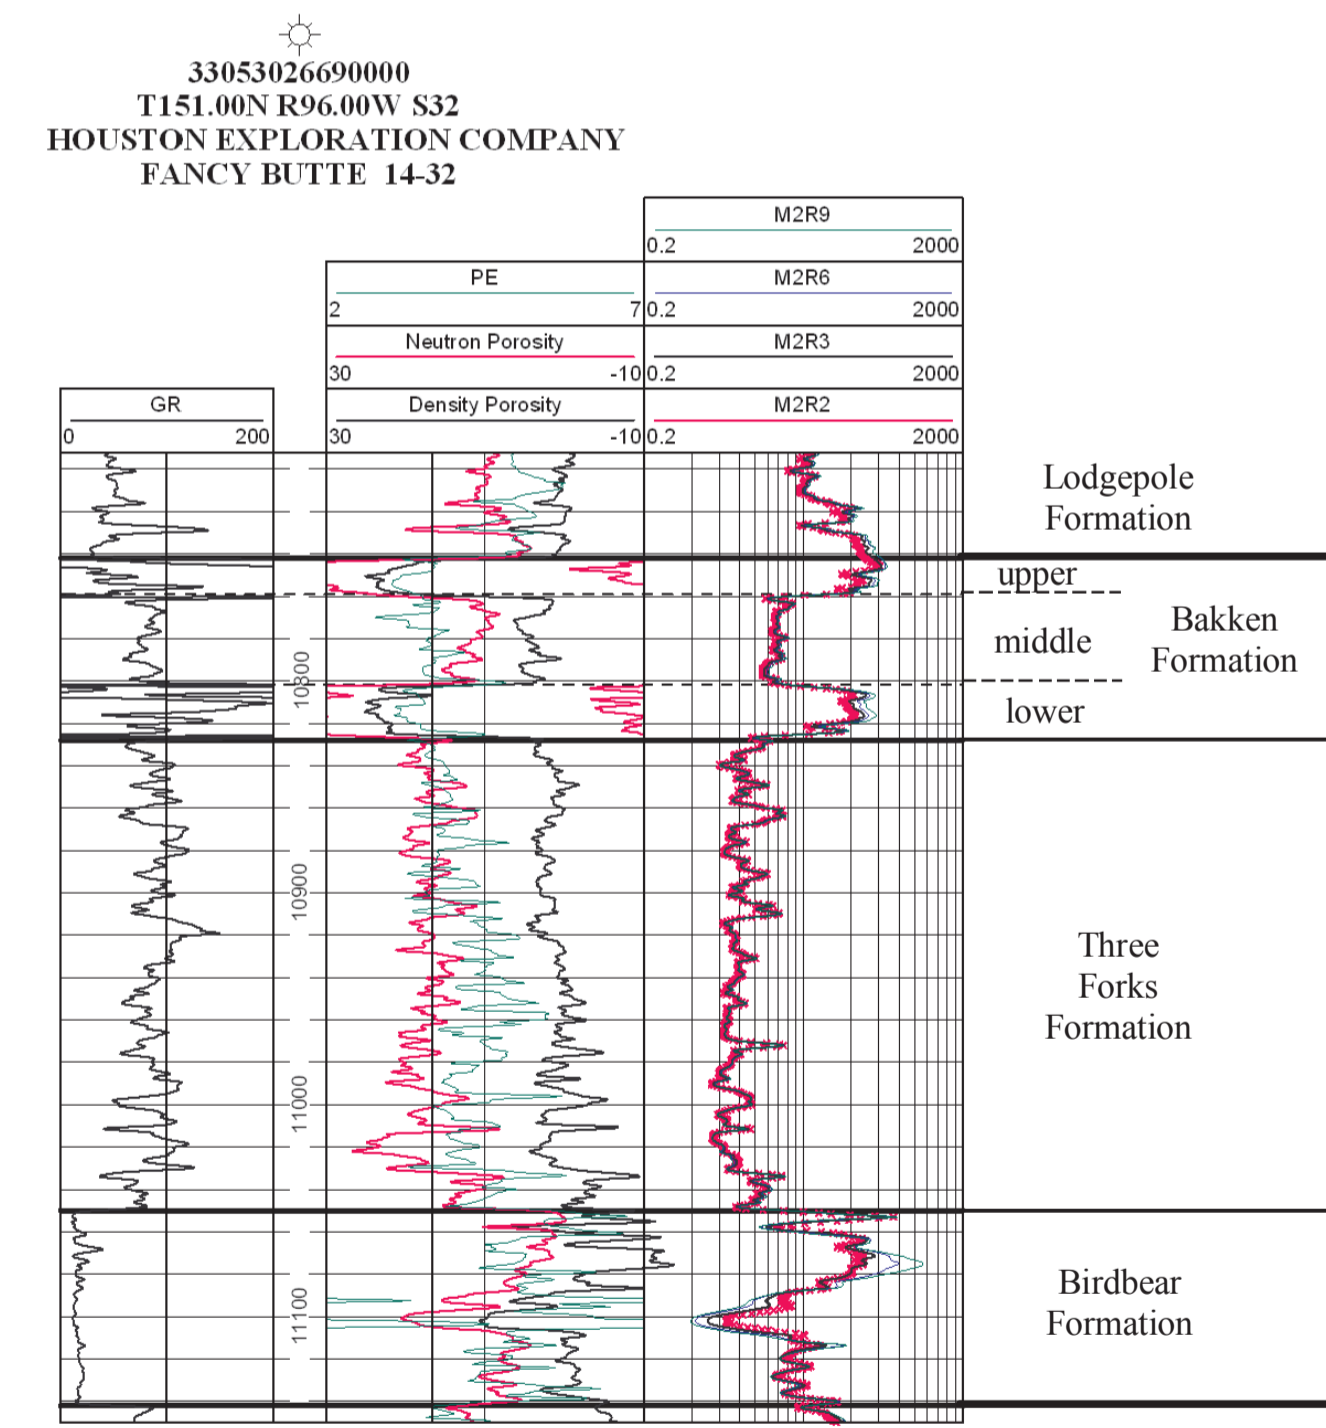 33053026690000
T151.00N R96.00W S32
HOUSTON EXPLORATION COMPANY
FANCY BUTTE 14-32
M2R9
0.2 2000
PE M2R6
2 7 0.2 2000
Neutron Porosity M2R3
30 -10 0.2 2000
GR Density Porosity M2R2
0 200 30 -10 0.2 2000
Lodgepole
Formation
upper
middle
lower
Bakken
Formation
10800
10900
Three
Forks
Formation
11000
Birdbear
Formation
11100